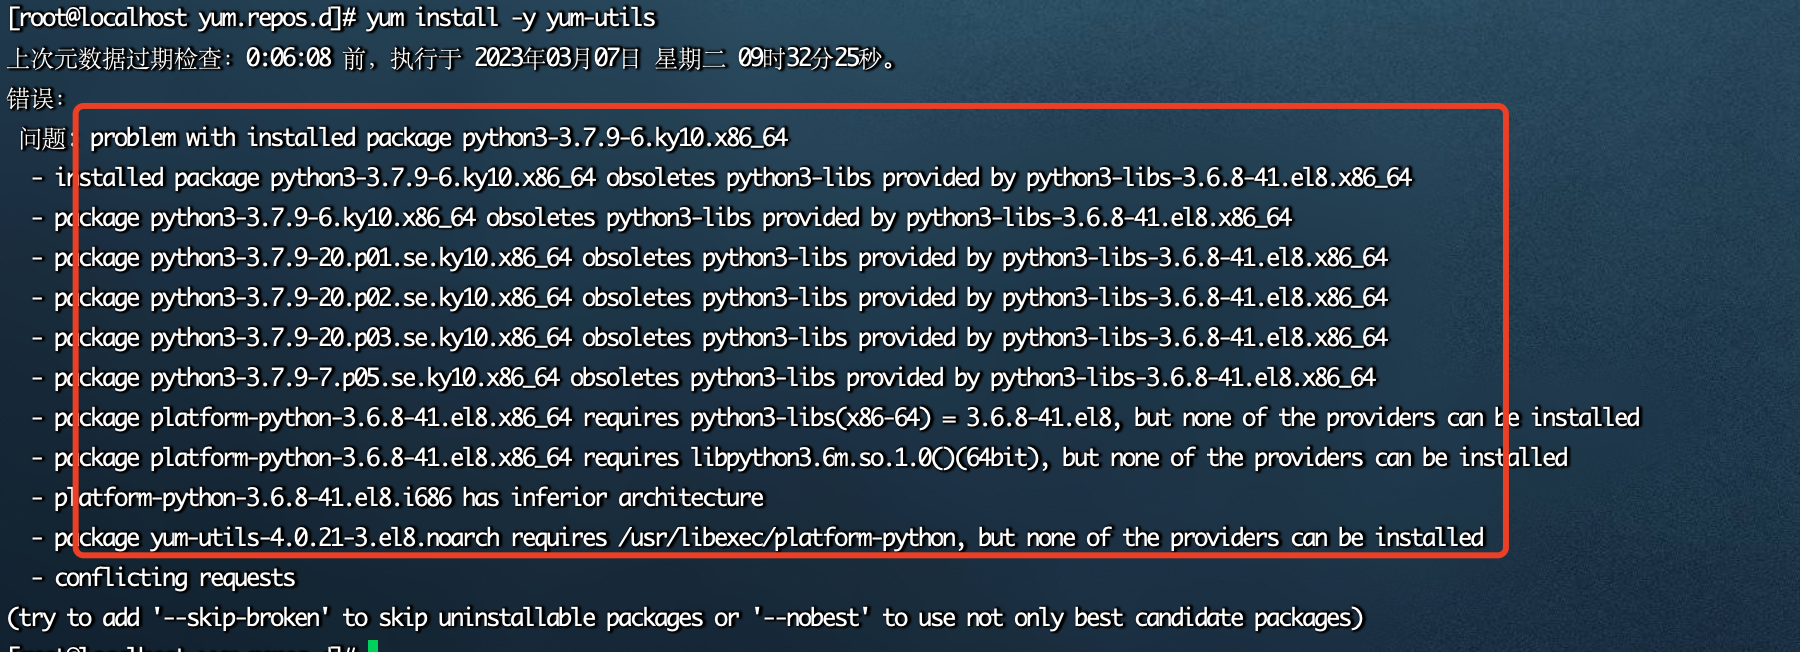 [root@localhost yum.repos.d]# yum install -y yum-utils
上次元数据过期检查：0:06:08 前，执行于 2023年03月07日 星期二 09时32分25秒。
错误：
问题: problem with installed package python3-3.7.9-6.ky10.x86_64
- installed package python3-3.7.9-6.ky10.x86_64 obsoletes python3-libs provided by python3-libs-3.6.8-41.el8.x86_64
- package python3-3.7.9-6.ky10.x86_64 obsoletes python3-libs provided by python3-libs-3.6.8-41.el8.x86_64
- package python3-3.7.9-20.p01.se.ky10.x86_64 obsoletes python3-libs provided by python3-libs-3.6.8-41.el8.x86_64
- package python3-3.7.9-20.p02.se.ky10.x86_64 obsoletes python3-libs provided by python3-libs-3.6.8-41.el8.x86_64
- package python3-3.7.9-20.p03.se.ky10.x86_64 obsoletes python3-libs provided by python3-libs-3.6.8-41.el8.x86_64
- package python3-3.7.9-7.p05.se.ky10.x86_64 obsoletes python3-libs provided by python3-libs-3.6.8-41.el8.x86_64
- package platform-python-3.6.8-41.el8.x86_64 requires python3-libs(x86-64) = 3.6.8-41.el8, but none of the providers can be installed
- package platform-python-3.6.8-41.el8.x86_64 requires libpython3.6m.so.1.0()(64bit), but none of the providers can be installed
- platform-python-3.6.8-41.el8.i686 has inferior architecture
- package yum-utils-4.0.21-3.el8.noarch requires /usr/libexec/platform-python, but none of the providers can be installed
- conflicting requests
(try to add '--skip-broken' to skip uninstallable packages or '--nobest' to use not only best candidate packages)
[root@localhost yum.repos.d]#